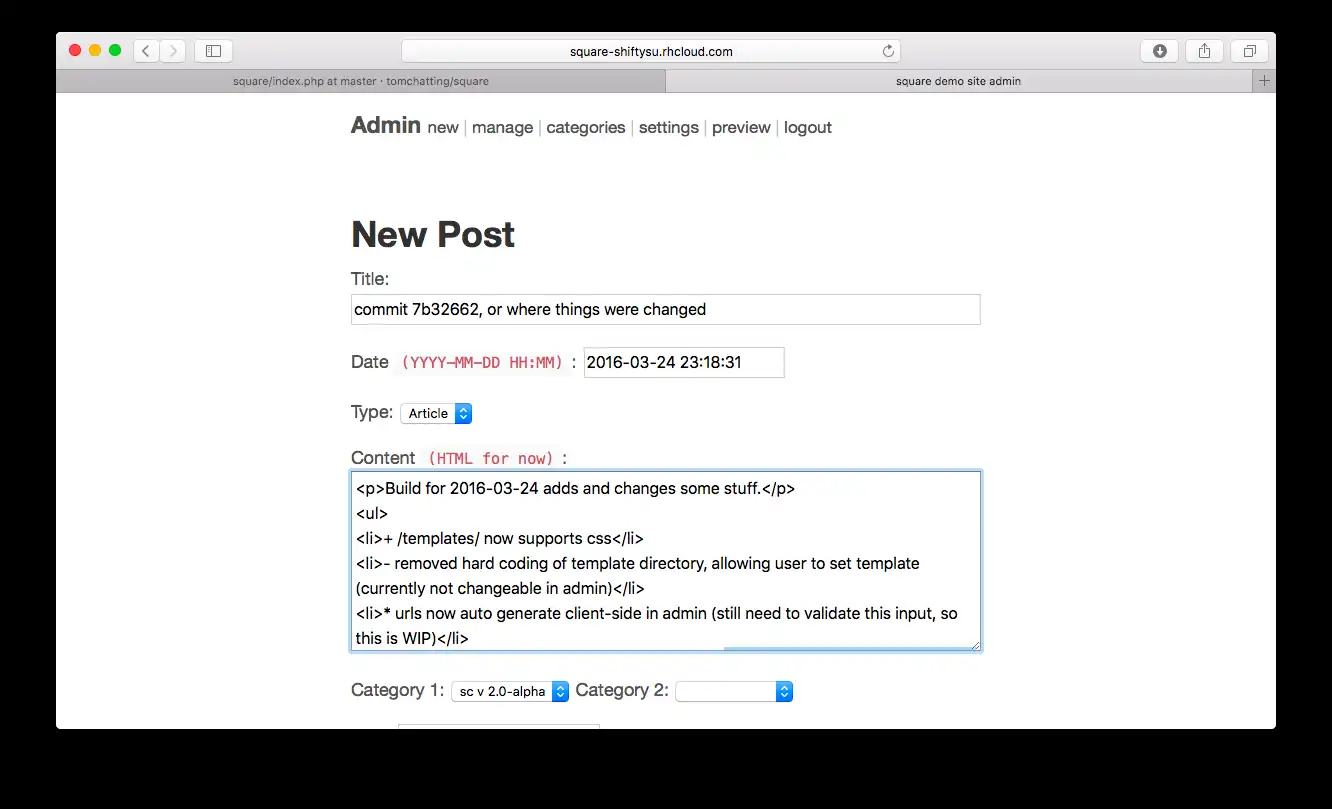 square-shiftysu.rhcloud.com
square/index.php at master · tomchatting/square
square demo site admin
Admin new | manage | categories | settings | preview | logout
New Post
Title:
commit 7b32662, or where things were changed
Date (YYYY-MM-DD HH:MM) : 2016-03-24 23:18:31
Type: Article
Content (HTML for now) :
<p>Build for 2016-03-24 adds and changes some stuff.</p>
<ul>
<li>+ /templates/ now supports css</li>
<li>- removed hard coding of template directory, allowing user to set template
(currently not changeable in admin)</li>
<li>* urls now auto generate client-side in admin (still need to validate this input, so
this is WIP)</li>
Category 1: sc v 2.0-alpha Category 2: